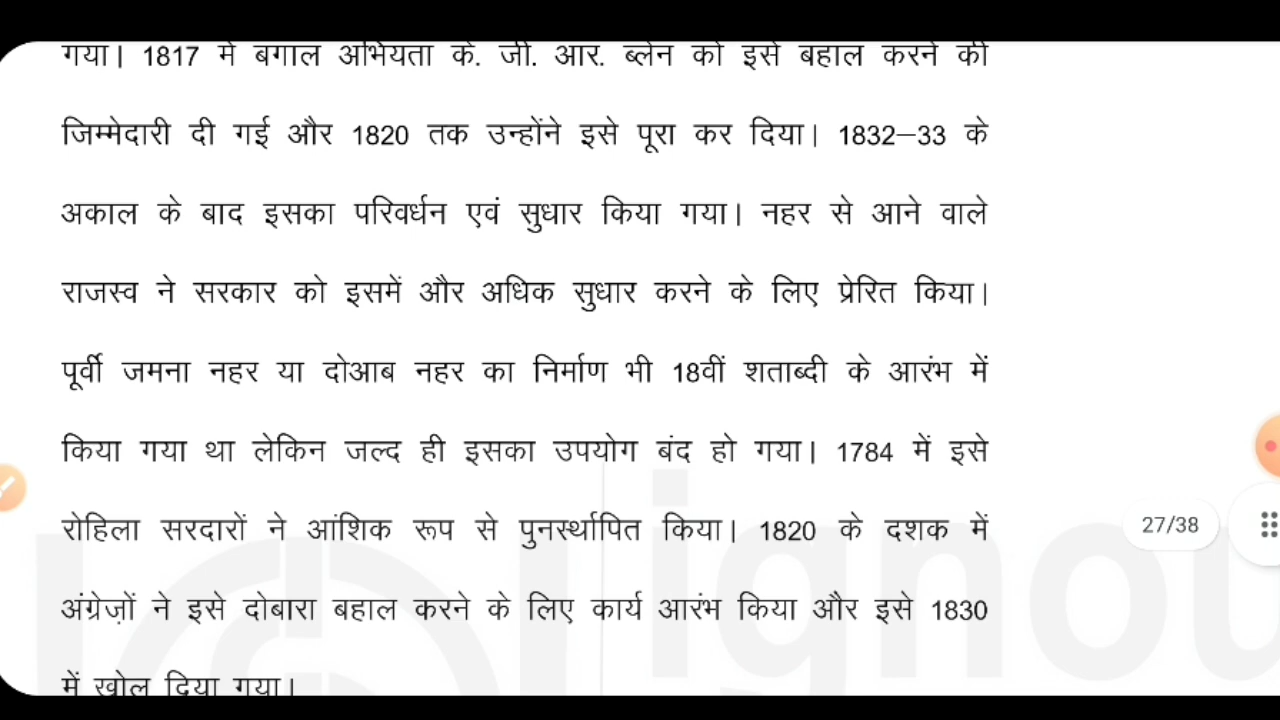 गया। 1817 में बंगाल अभियंता के. जी. आर. ब्लेन को इसे बहाल करने की
जिम्मेदारी दी गई और 1820 तक उन्होंने इसे पूरा कर दिया। 1832–33 के
अकाल के बाद इसका परिवर्धन एवं सुधार किया गया। नहर से आने वाले
राजस्व ने सरकार को इसमें और अधिक सुधार करने के लिए प्रेरित किया।
पूर्वी जमना नहर या दोआब नहर का निर्माण भी 18वीं शताब्दी के आरंभ में
किया गया था लेकिन जल्द ही इसका उपयोग बंद हो गया। 1784 में इसे
रोहिला सरदारों ने आंशिक रूप से पुनर्स्थापित किया। 1820 के दशक में
27/38
अंग्रेज़ों ने इसे दोबारा बहाल करने के लिए कार्य आरंभ किया और इसे 1830
में खोल दिया गया।
ignou